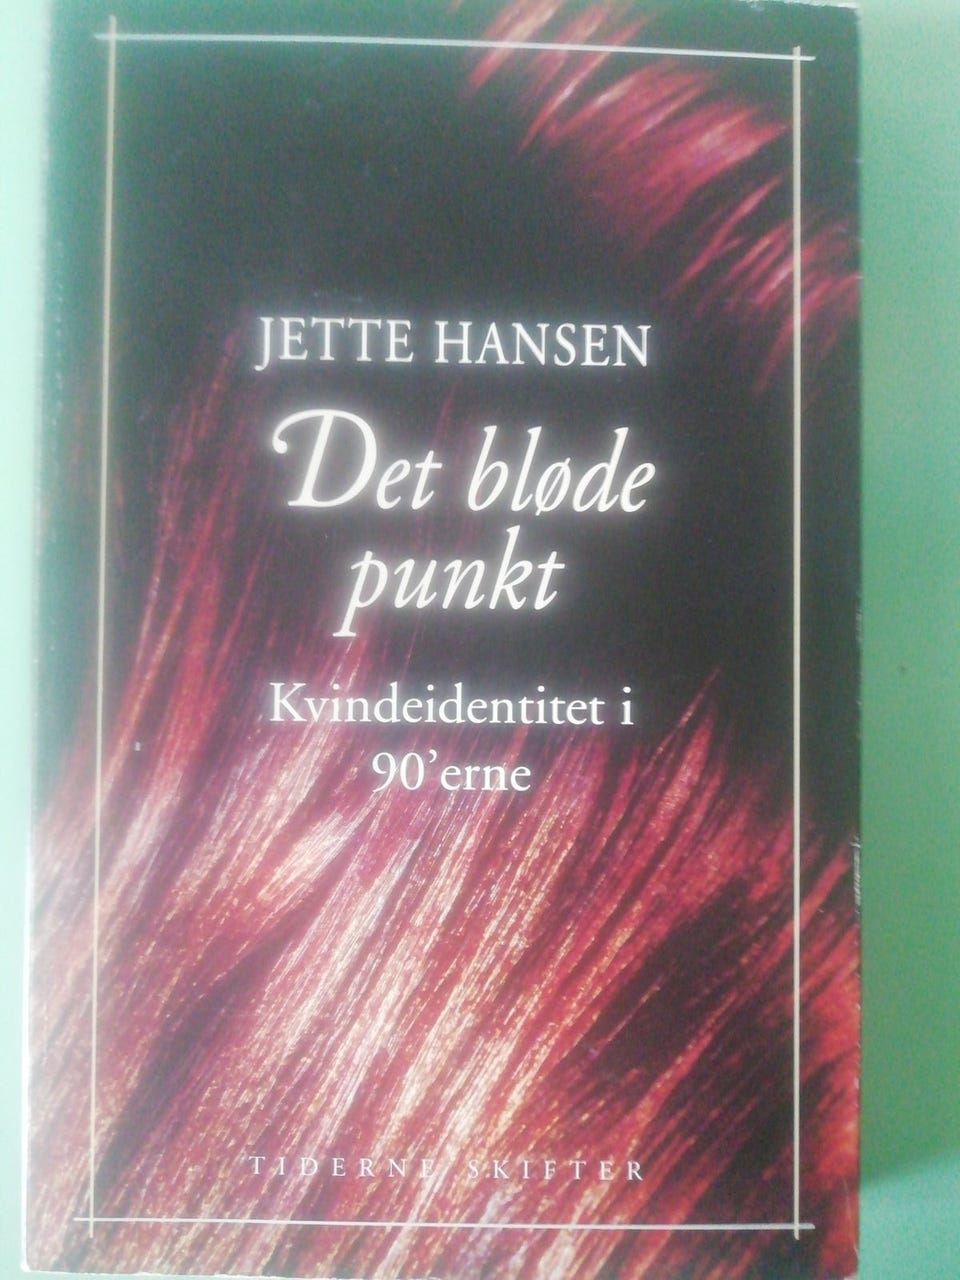 JETTE HANSEN
Det bløde
punkt
Kvindeidentitet i
90’erne
TIDERNE SKIFTER